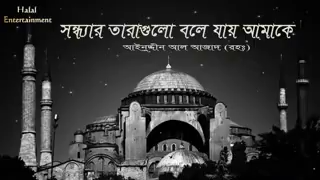 Halal
Entertainment
সন্ধ্যার তারাগুলো বলে যায় আমাকে
আইনুদ্দীন আল আজাদ (রহঃ)